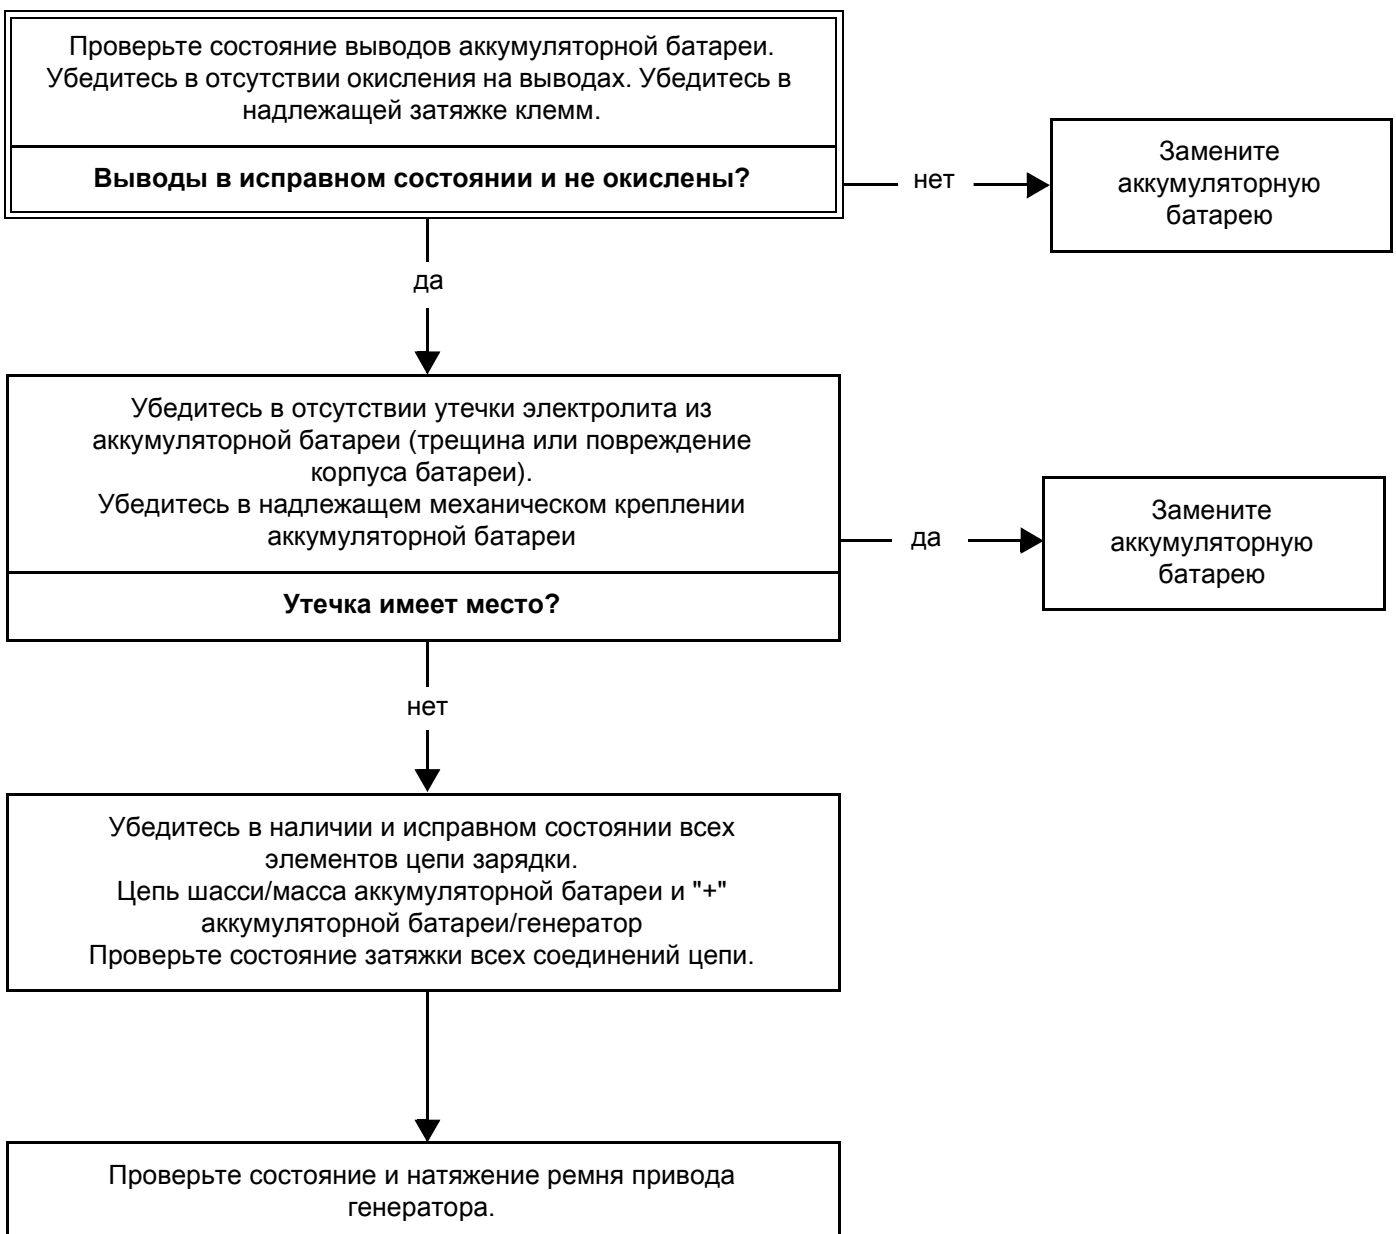 Проверьте состояние выводов аккумуляторной батареи.
Убедитесь в отсутствии окисления на выводах. Убедитесь в
надлежащей затяжке клемм.
Выводы в исправном состоянии и не окислены?
нет
Замените
аккумуляторную
батарею
да
Убедитесь в отсутствии утечки электролита из
аккумуляторной батареи (трещина или повреждение
корпуса батареи).
Убедитесь в надлежащем механическом креплении
аккумуляторной батареи
Утечка имеет место?
да
Замените
аккумуляторную
батарею
нет
Убедитесь в наличии и исправном состоянии всех
элементов цепи зарядки.
Цепь шасси/масса аккумуляторной батареи и "+"
аккумуляторной батареи/генератор
Проверьте состояние затяжки всех соединений цепи.
Проверьте состояние и натяжение ремня привода
генератора.